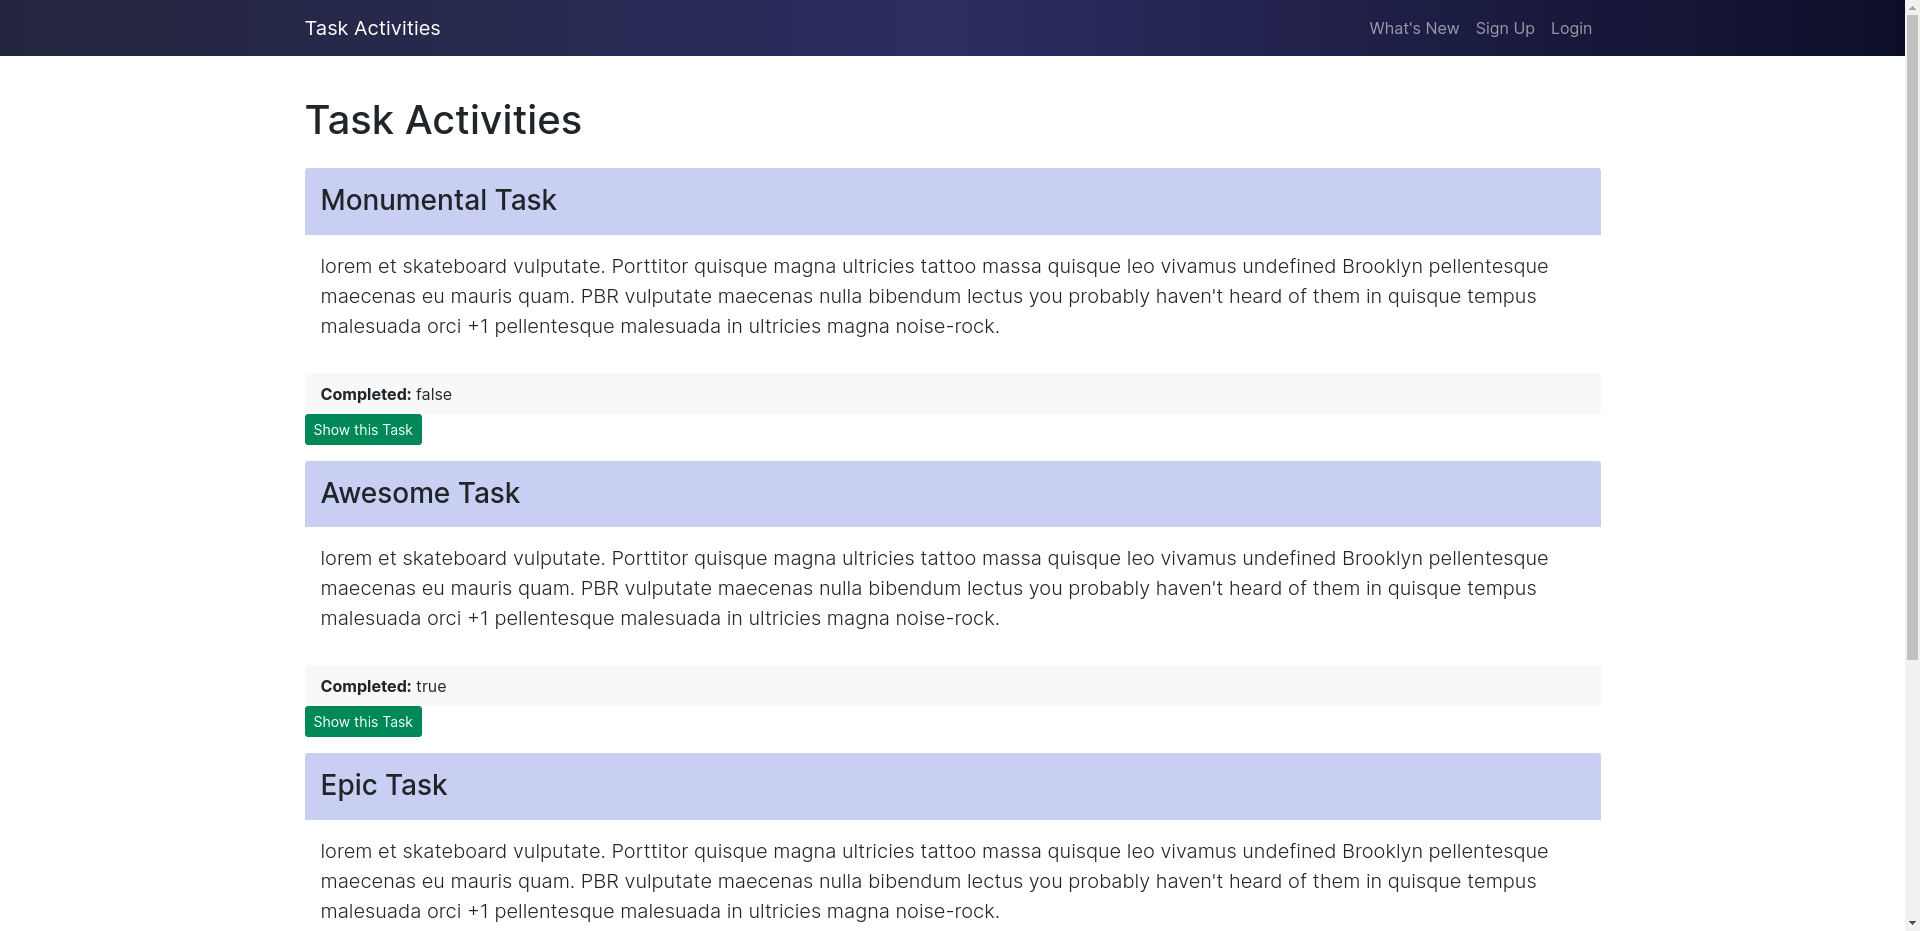 Task Activities
What's New Sign Up Login
Task Activities
Monumental Task
lorem et skateboard vulputate. Porttitor quisque magna ultricies tattoo massa quisque leo vivamus undefined Brooklyn pellentesque
maecenas eu mauris quam. PBR vulputate maecenas nulla bibendum lectus you probably haven't heard of them in quisque tempus
malesuada orci +1 pellentesque malesuada in ultricies magna noise-rock.
Completed: false
Show this Task
Awesome Task
lorem et skateboard vulputate. Porttitor quisque magna ultricies tattoo massa quisque leo vivamus undefined Brooklyn pellentesque
maecenas eu mauris quam. PBR vulputate maecenas nulla bibendum lectus you probably haven't heard of them in quisque tempus
malesuada orci +1 pellentesque malesuada in ultricies magna noise-rock.
Completed: true
Show this Task
Epic Task
lorem et skateboard vulputate. Porttitor quisque magna ultricies tattoo massa quisque leo vivamus undefined Brooklyn pellentesque
maecenas eu mauris quam. PBR vulputate maecenas nulla bibendum lectus you probably haven't heard of them in quisque tempus
malesuada orci +1 pellentesque malesuada in ultricies magna noise-rock.